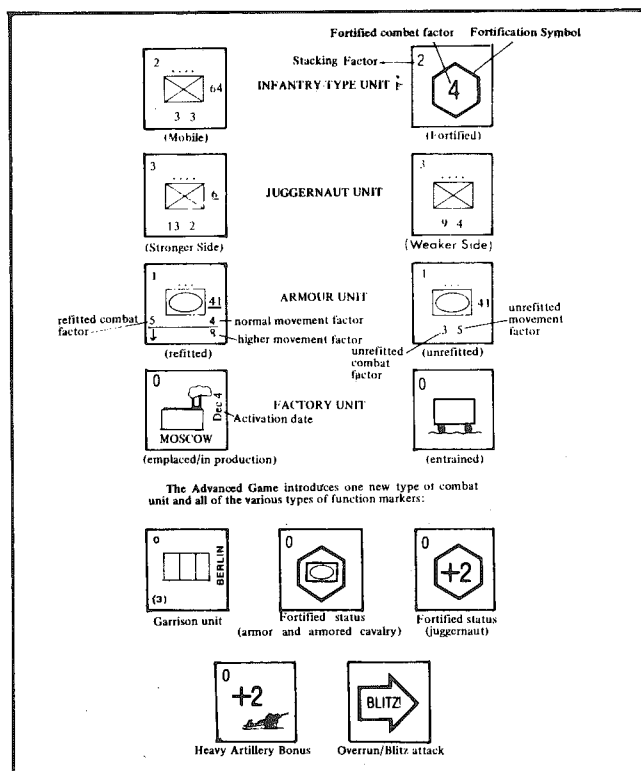 Fortified combat factor
Fortification Symbol
Stacking Factor
2
64
3 3
(Mobile)
INFANTRY-TYPE UNIT
2
4
(Fortified)
3
6
13 2
(Stronger Side)
JUGGERNAUT UNIT
3
9 4
(Weaker Side)
1
41
5 4
8
(refitted)
refitted combat factor
ARMOUR UNIT
normal movement factor
higher movement factor
1
41
3 5
(unrefitted)
unrefitted movement factor
unrefitted combat factor
0
MOSCOW
Dec 4
(emplaced/in production)
FACTORY UNIT
Activation date
0
(entrained)
The Advanced Game introduces one new type of combat
unit and all of the various types of function markers:
0
BERLIN
(3)
Garrison unit
0
Fortified status
(armor and armored cavalry)
0
+2
Fortified status
(juggernaut)
0
+2
Heavy Artillery Bonus
BLITZ!
Overrun/Blitz attack